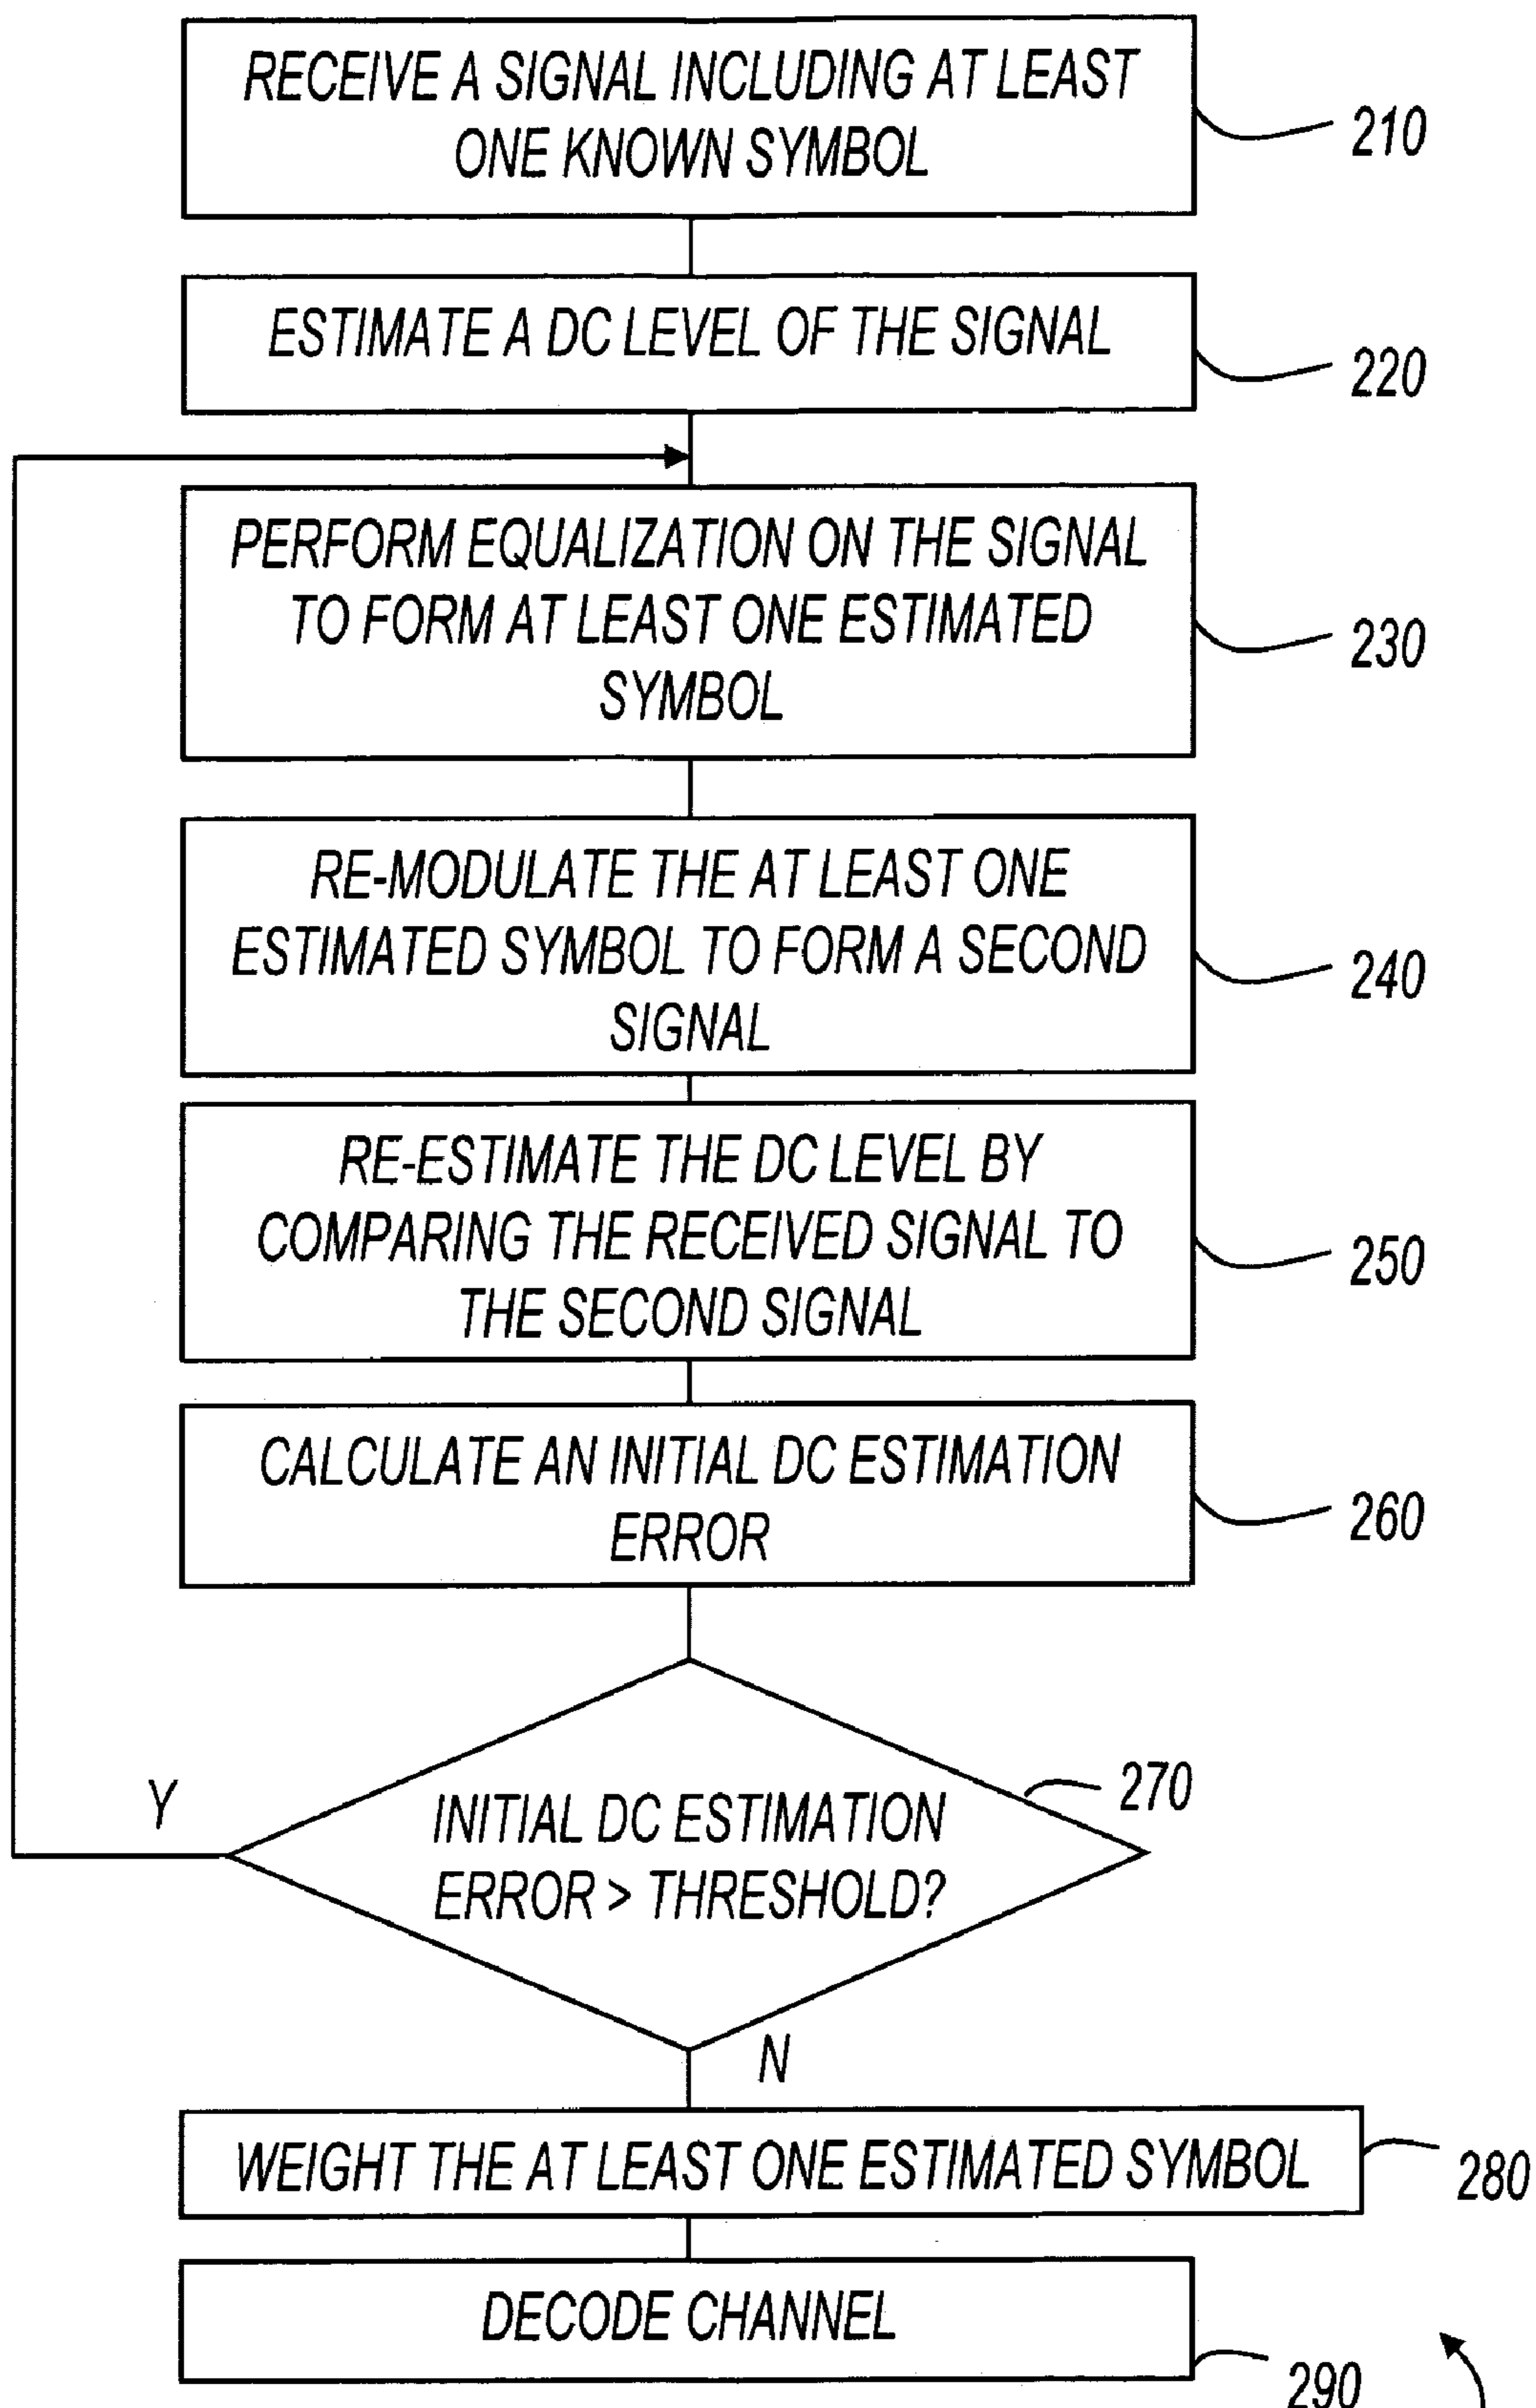 RECEIVE A SIGNAL INCLUDING AT LEAST
ONE KNOWN SYMBOL
210
ESTIMATE A DC LEVEL OF THE SIGNAL
220
PERFORM EQUALIZATION ON THE SIGNAL
TO FORM AT LEAST ONE ESTIMATED
SYMBOL
230
RE-MODULATE THE AT LEAST ONE
ESTIMATED SYMBOL TO FORM A SECOND
SIGNAL
240
RE-ESTIMATE THE DC LEVEL BY
COMPARING THE RECEIVED SIGNAL TO
THE SECOND SIGNAL
250
CALCULATE AN INITIAL DC ESTIMATION
ERROR
260
270
Y
INITIAL DC ESTIMATION
ERROR > THRESHOLD?
N
WEIGHT THE AT LEAST ONE ESTIMATED SYMBOL
280
DECODE CHANNEL
290